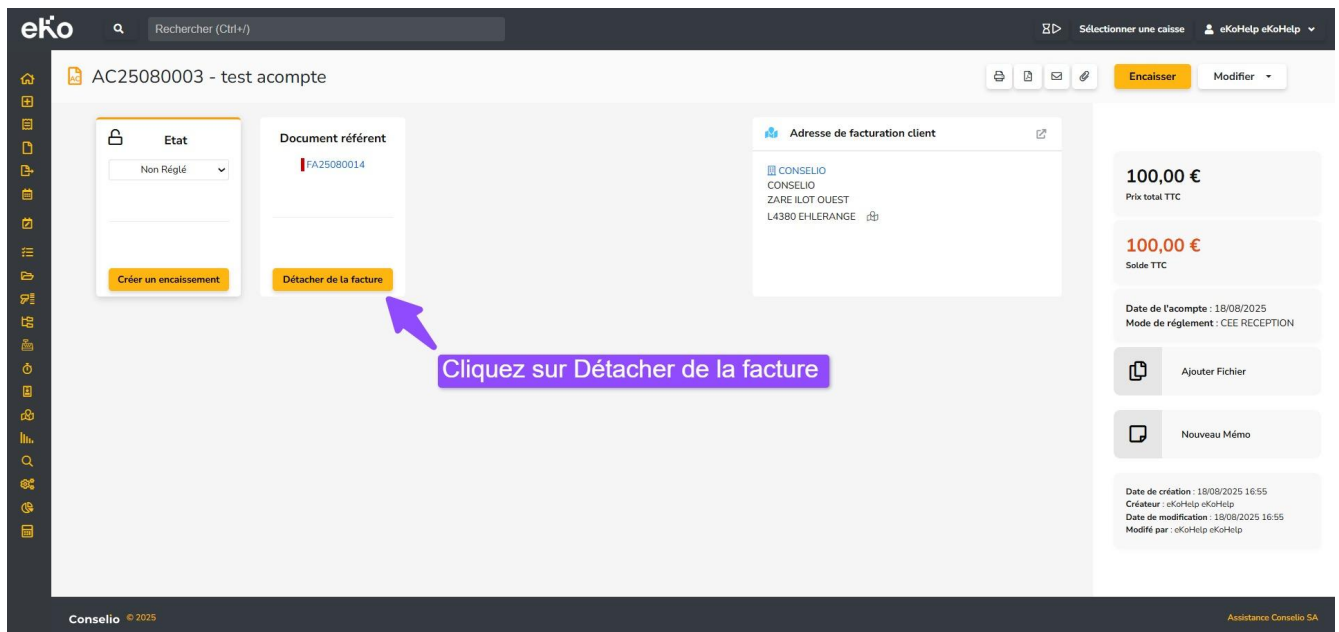 eKo
Rechercher (Ctrl+/)
Sélectionner une caisse
eKoHelp eKoHelp
AC
AC25080003 - test acompte
Encaisser
Modifier
Etat
Non Réglé
Créer un encaissement
Document référent
FA25080014
Détacher de la facture
Adresse de facturation client
CONSELIO
CONSELIO
ZARE ILOT OUEST
L4380 EHLERANGE
Cliquez sur Détacher de la facture
100,00 €
Prix total TTC
100,00 €
Solde TTC
Date de l'acompte : 18/08/2025
Mode de réglement : CEE RECEPTION
Ajouter Fichier
Nouveau Mémo
Date de création : 18/08/2025 16:55
Créateur : eKoHelp eKoHelp
Date de modification : 18/08/2025 16:55
Modifé par : eKoHelp eKoHelp
Conselio © 2025
Assistance Conselio SA